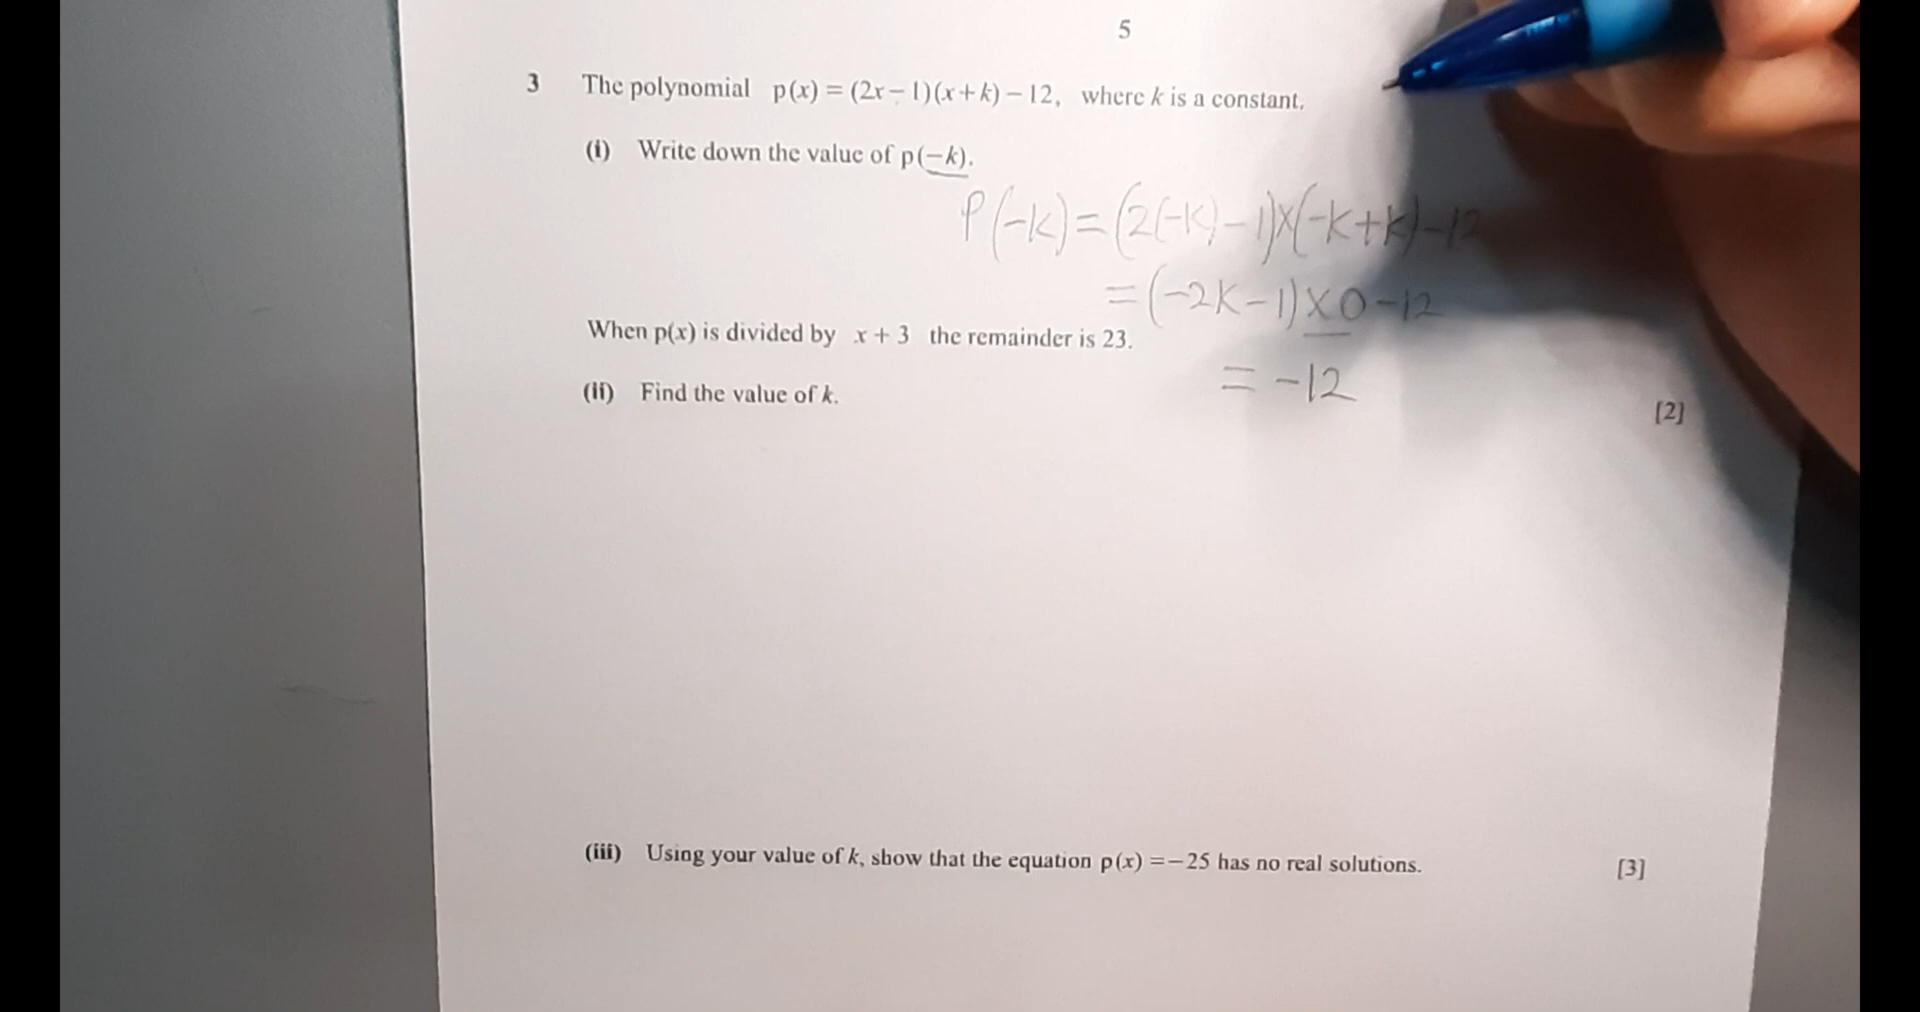 5
3 The polynomial p(x) = (2x − 1)(x + k) − 12, where k is a constant.
(i) Write down the value of p(−k).
P(-k) = (2(-k) - 1)×(-k + k) - 12
= (-2k - 1) × 0 - 12
When p(x) is divided by x + 3 the remainder is 23.
= -12
(ii) Find the value of k.
[2]
(iii) Using your value of k, show that the equation p(x) = −25 has no real solutions. [3]